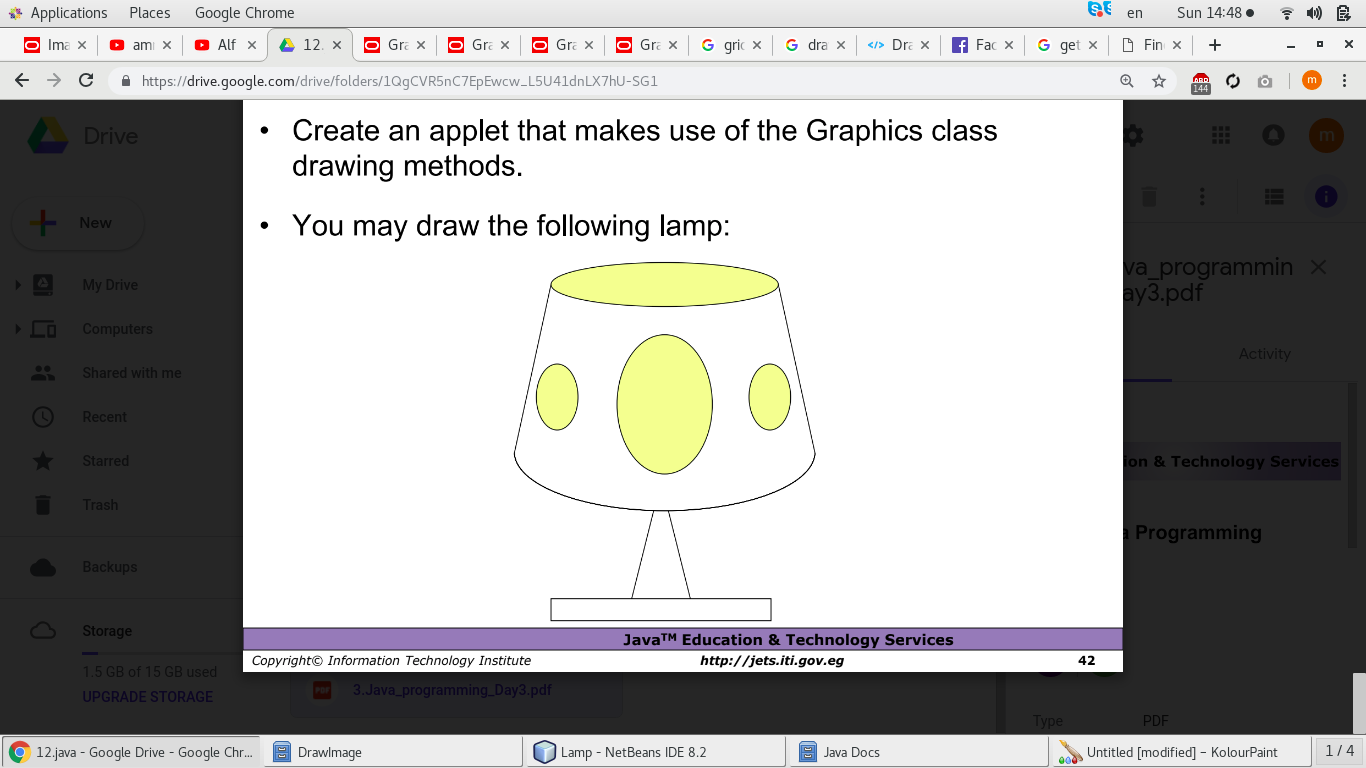 Applications Places Google Chrome en Sun 14:48
Ima am Alf 12. Gra Gra Gra Gra gric dra Dra Fac get Fin
https://drive.google.com/drive/folders/1QgCVR5nC7EpEwcw_L5U41dnLX7hU-SG1 ABP 144 m
Drive m
New
My Drive
Computers
Shared with me
Recent
Starred
Trash
Backups
Storage
1.5 GB of 15 GB used
UPGRADE STORAGE
• Create an applet that makes use of the Graphics class
drawing methods.
• You may draw the following lamp:
Java™ Education & Technology Services
Copyright© Information Technology Institute http://jets.iti.gov.eg 42
PDF 3.Java_programming_Day3.pdf
va_programmin
ay3.pdf
Activity
ion & Technology Services
a Programming
Type PDF
12.java - Google Drive - Google Chr... DrawImage Lamp - NetBeans IDE 8.2 Java Docs Untitled [modified] – KolourPaint 1 / 4